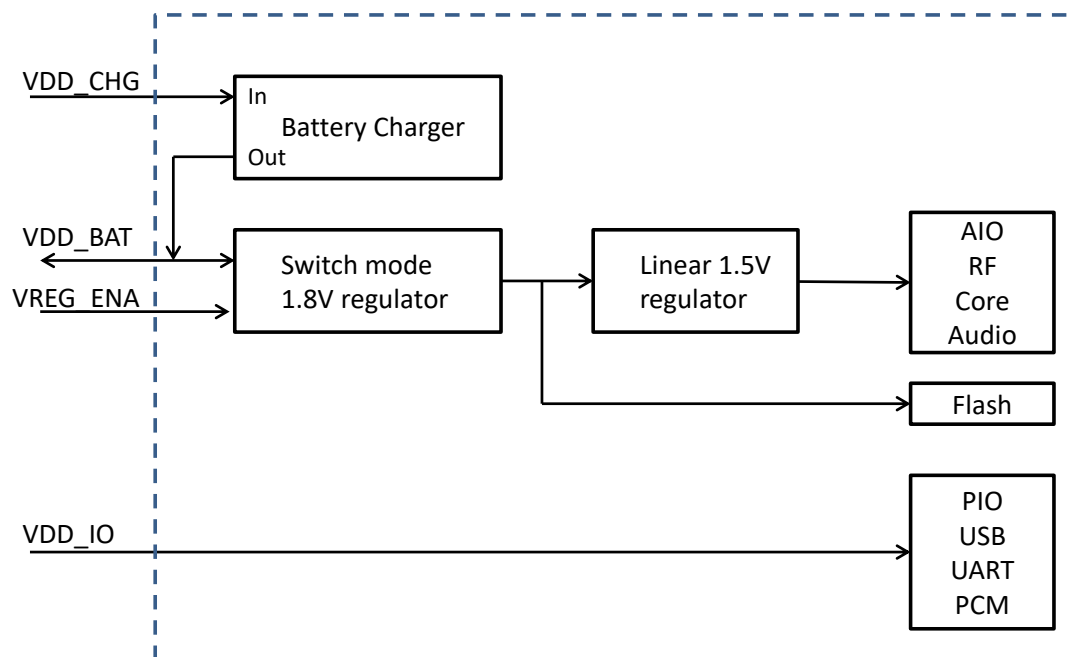 VDD_CHG
In
Battery Charger
Out
VDD_BAT
VREG_ENA
Switch mode
1.8V regulator
Linear 1.5V
regulator
AIO
RF
Core
Audio
Flash
VDD_IO
PIO
USB
UART
PCM